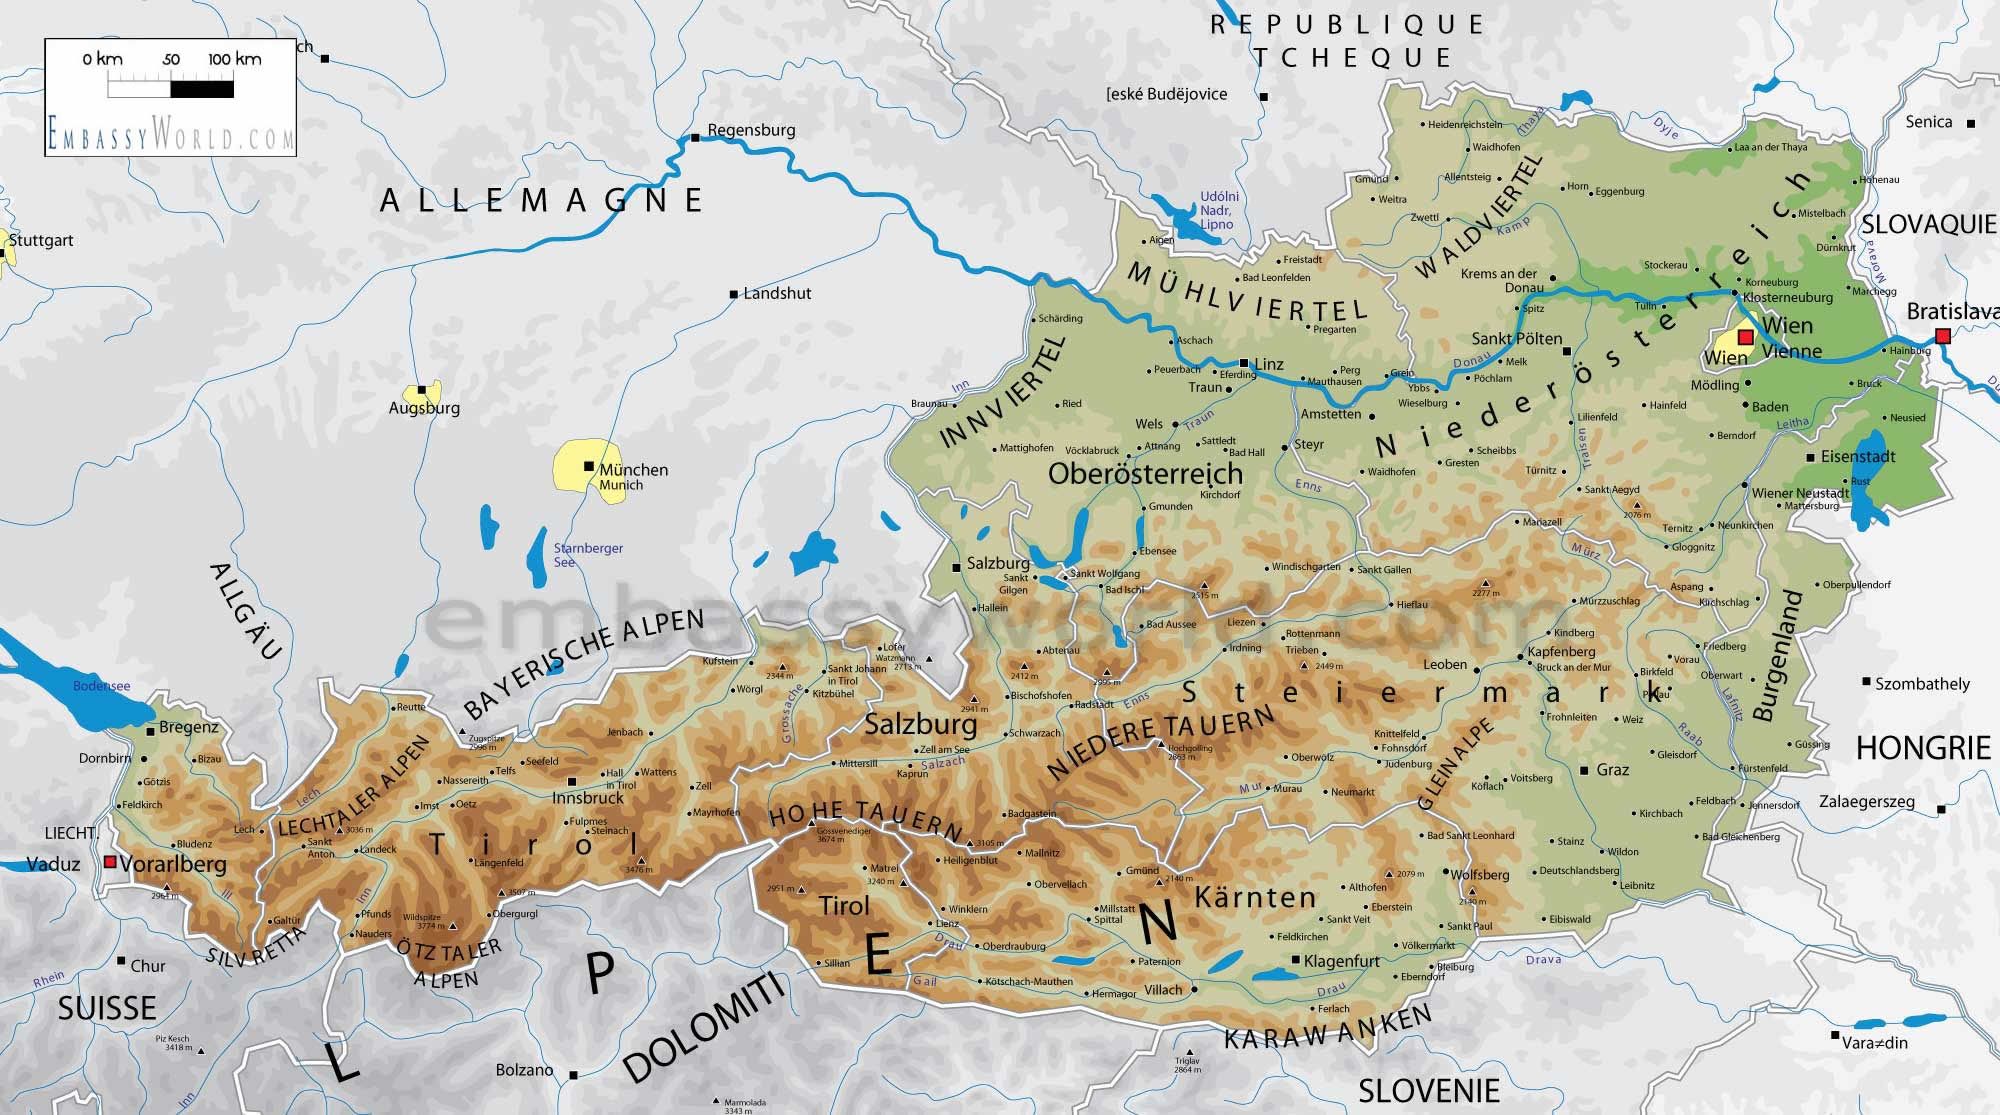 REPUBLIQUE
TCHEQUE
0 km 50 100 km
EMBASSYWORLD.COM
ch
Regensburg
[eské Budëjovice
Senica
ALLEMAGNE
Stuttgart
Landshut
Augsburg
München
Munich
Starnberger
See
Udólni
Nadr,
Lipno
SLOVAQUIE
Morava
Bratislava
Thaya
Dyje
Heidenreichstein
Waidhofen
Gmünd
Allentsteig
Weitra
Zwettl
Horn
Eggenburg
Kamp
WALDVIERTEL
Laa an der Thaya
Hohenau
Mistelbach
Dürnkrut
Stockerau
Korneuburg
Klosterneuburg
Marchegg
Krems an der
Donau
Tulln
Spitz
Wien
Vienne
Wien
Hainburg
Sankt Pölten
Donau
Melk
Pöchlarn
Niederösterreich
Mödling
Baden
Bruck
Neusied
Leitha
Lilienfeld
Hainfeld
Berndorf
Traisen
Eisenstadt
Rust
Wiener Neustadt
Mattersburg
Aigen
Freistadt
Bad Leonfelden
MÜHLVIERTEL
Pregarten
Schärding
Aschach
Linz
Peuerbach
Eferding
Traun
Perg
Mauthausen
Grein
Ybbs
Wieselburg
Amstetten
Inn
Braunau
INNVIERTEL
Ried
Wels
Traun
Steyr
Mattighofen
Vöcklabruck
Attnang
Sattledt
Bad Hall
Oberösterreich
Kirchdorf
Enns
Waidhofen
Gresten
Scheibbs
Türnitz
Sankt Aegyd
2076 m
Gmunden
Ebensee
Mariazell
Ternitz
Neunkirchen
Gloggnitz
Mürz
Salzburg
Sankt
Gilgen
Sankt Wolfgang
Bad Ischl
Windischgarten
Sankt Gallen
2515 m
2277 m
Hieflau
Mürzzuschlag
Aspang
Kirchschlag
Oberpullendorf
embassyworld.com
Hallein
Bad Aussee
Liezen
Rottenmann
Irdning
Trieben
2449 m
Kindberg
Kapfenberg
Leoben
Bruck an der Mur
Birkfeld
Vorau
Friedberg
Oberwart
Burgenland
Abtenau
2412 m
2995 m
Lofer
Watzmann
2713 m
Kufstein
2344 m
Sankt Johann
in Tirol
Kitzbühel
Wörgl
Grossache
2941 m
Bischofshofen
Radstadt
Enns
Steiermark
Lafnitz
Szombathely
ALLGÄU
BAYERISCHE ALPEN
Bodensee
Bregenz
Reutte
Zugspitze
2996 m
Jenbach
Salzburg
Schwarzach
NIEDERE TAUERN
Hochgolling
2863 m
Knittelfeld
Fohnsdorf
Judenburg
Frohnleiten
Weiz
Raab
Gleisdorf
Güssing
HONGRIE
Dornbirn
Bizau
Götzis
Feldkirch
LECHTALER ALPEN
Lech
Nassereith
Telfs
Seefeld
Hall
in Tirol
Wattens
Innsbruck
Zell
Mayrhofen
Mittersill
Zell am See
Kaprun
Salzach
Oberwölz
GLEINALPE
Mur
Murau
Neumarkt
Köflach
Voitsberg
Graz
Fürstenfeld
Feldbach
Jennersdorf
Kirchbach
Bad Gleichenberg
Zalaegerszeg
LIECHT.
Vaduz
Vorarlberg
Bludenz
Lech
Imst
Oetz
3036 m
Sankt
Anton
Landeck
Fulpmes
Steinach
Tirol
Längenfeld
3476 m
HOHE TAUERN
Gossvenediger
3674 m
Badgastein
3105 m
Mallnitz
Heiligenblut
Matrei
3240 m
2951 m
Tirol
Obervellach
Gmünd
2140 m
Kärnten
Bad Sankt Leonhard
2079 m
Wolfsberg
2140 m
Althofen
Eberstein
Sankt Veit
Sankt Paul
Stainz
Wildon
Deutschlandsberg
Leibnitz
Eibiswald
2961 m
Ill
Galtür
SILVRETTA
Inn
Pfunds
Nauders
Wildspitze
3774 m
3507 m
Obergurgl
ÖTZTALER
ALPEN
Winklern
Lienz
Drau
Oberdrauburg
Millstatt
Spittal
Feldkirchen
Völkermarkt
Klagenfurt
Bleiburg
Eberndorf
Drava
Sillian
Gail
Kötschach-Mauthen
Paternion
Hermagor
Villach
Drau
Ferlach
KARAWANKEN
Rhein
Chur
SUISSE
Piz Kesch
3418 m
Inn
ALPEN
DOLOMITI
Bolzano
Marmolada
3343 m
Triglav
2864 m
SLOVENIE
Vara≠din